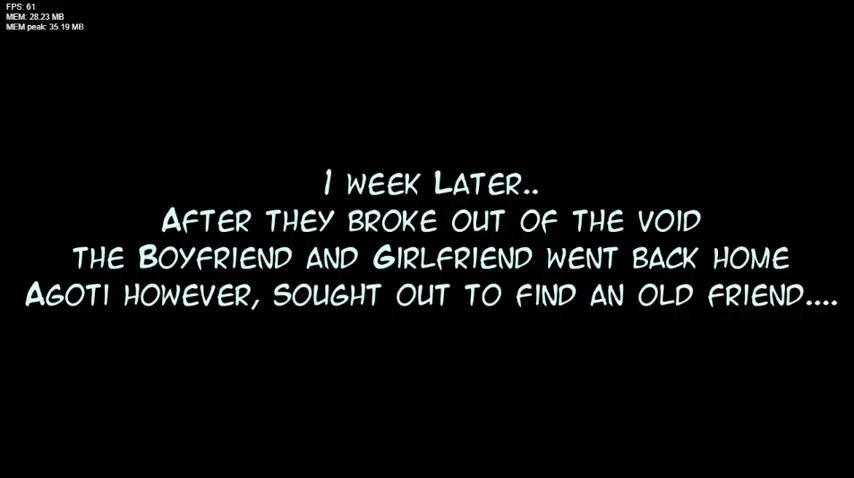 FPS: 61
MEM: 28.23 MB
MEM peak: 35.19 MB
1 week Later..
After they broke out of the void
the Boyfriend and Girlfriend went back home
Agoti however, sought out to find an old friend....